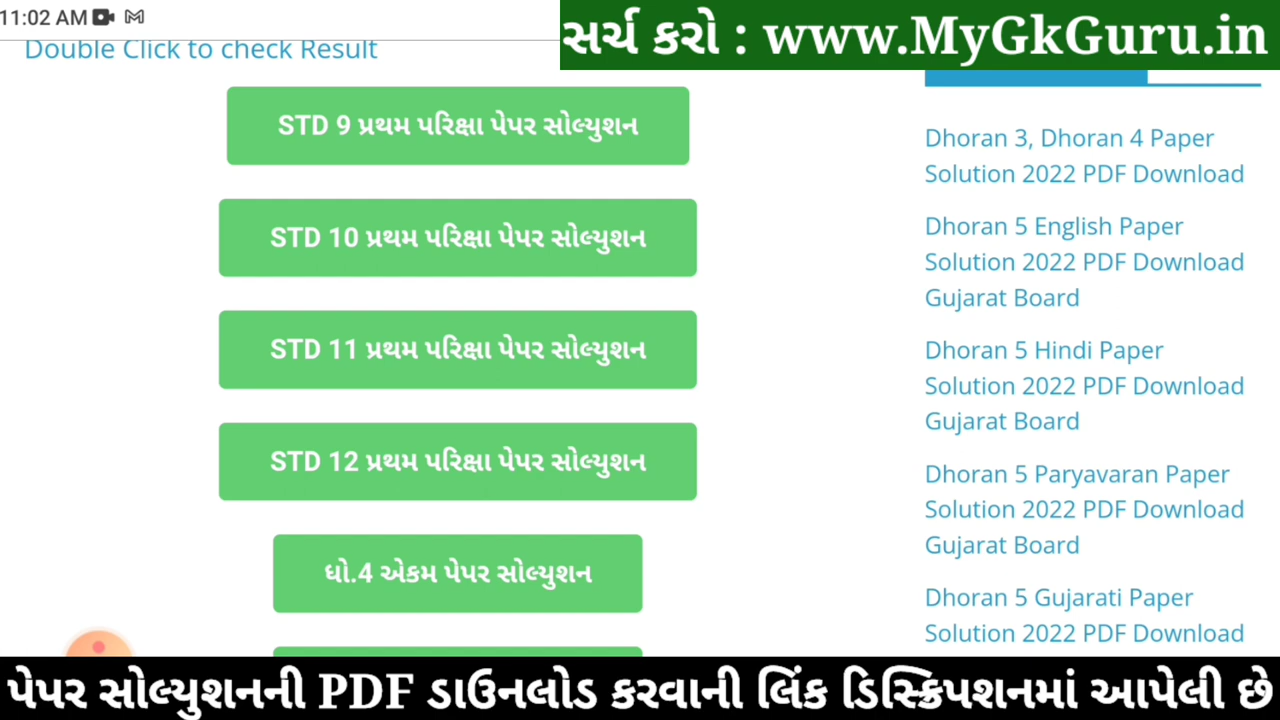 11:02 AM
સર્ચ કરો : www.MyGkGuru.in
Double Click to check Result
STD 9 પ્રથમ પરિક્ષા પેપર સોલ્યુશન
STD 10 પ્રથમ પરિક્ષા પેપર સોલ્યુશન
STD 11 પ્રથમ પરિક્ષા પેપર સોલ્યુશન
STD 12 પ્રથમ પરિક્ષા પેપર સોલ્યુશન
ધો.4 એકમ પેપર સોલ્યુશન
Dhoran 3, Dhoran 4 Paper
Solution 2022 PDF Download
Dhoran 5 English Paper
Solution 2022 PDF Download
Gujarat Board
Dhoran 5 Hindi Paper
Solution 2022 PDF Download
Gujarat Board
Dhoran 5 Paryavaran Paper
Solution 2022 PDF Download
Gujarat Board
Dhoran 5 Gujarati Paper
Solution 2022 PDF Download
પેપર સોલ્યુશનની PDF ડાઉનલોડ કરવાની લિંક ડિસ્ક્રિપશનમાં આપેલી છે